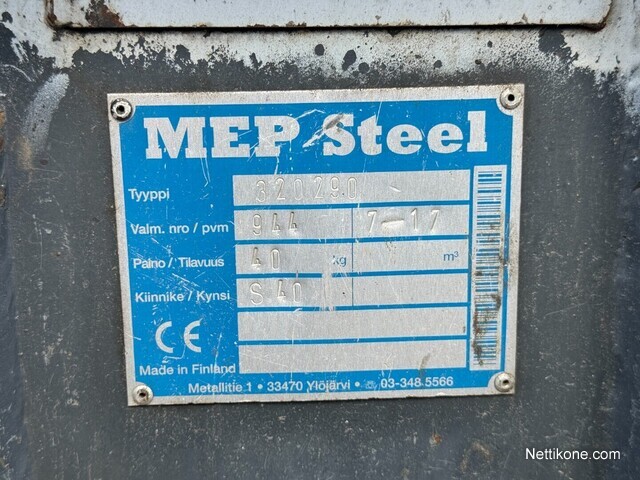 MEP Steel
Tyyppi 320290
Valm. nro / pvm 944 7-17
Paino / Tilavuus 40 kg m³
Kiinnike / Kynsi S40
CE
Made in Finland
Metallitie 1 • 33470 Ylöjärvi • ☏ 03-348 5566
Nettikone.com